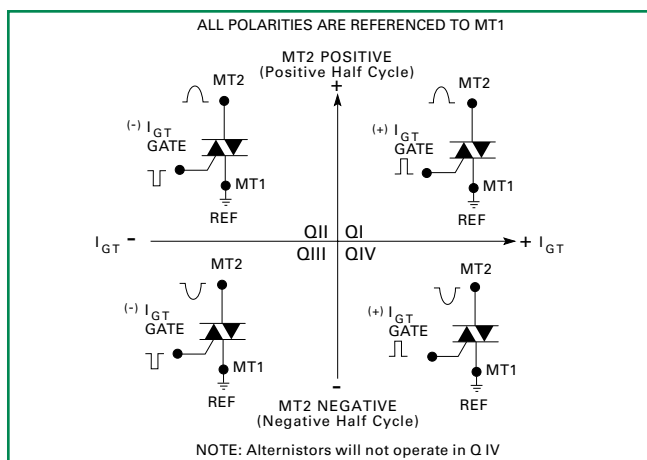 ALL POLARITIES ARE REFERENCED TO MT1
MT2 POSITIVE
(Positive Half Cycle)
+
MT2
(-) IGT
GATE
MT1
REF
MT2
(+) IGT
GATE
MT1
REF
IGT -
QII QI
QIII QIV
+ IGT
MT2
(-) IGT
GATE
MT1
REF
MT2
(+) IGT
GATE
MT1
REF
-
MT2 NEGATIVE
(Negative Half Cycle)
NOTE: Alternistors will not operate in Q IV